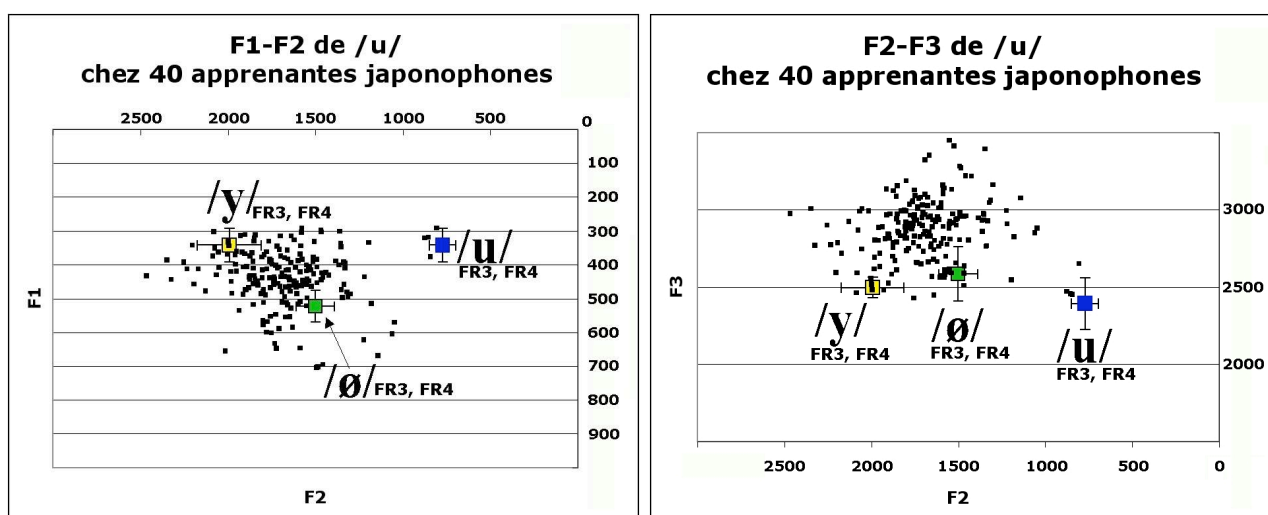 F1-F2 de /u/
chez 40 apprenantes japonophones
2500 2000 1500 1000 500 0
100
200
300
400
500
600
700
800
900
F1
F2
/y/ FR3, FR4
/u/
FR3, FR4
/ø/ FR3, FR4
F2-F3 de /u/
chez 40 apprenantes japonophones
3000
2500
2000
F3
/y/
FR3, FR4
/ø/
FR3, FR4
/u/
FR3, FR4
2500 2000 1500 1000 500 0
F2